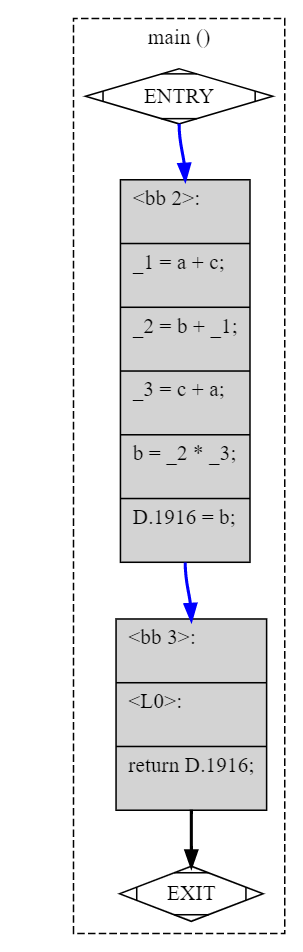 main ()
ENTRY
<bb 2>:
_1 = a + c;
_2 = b + _1;
_3 = c + a;
b = _2 * _3;
D.1916 = b;
<bb 3>:
<L0>:
return D.1916;
EXIT